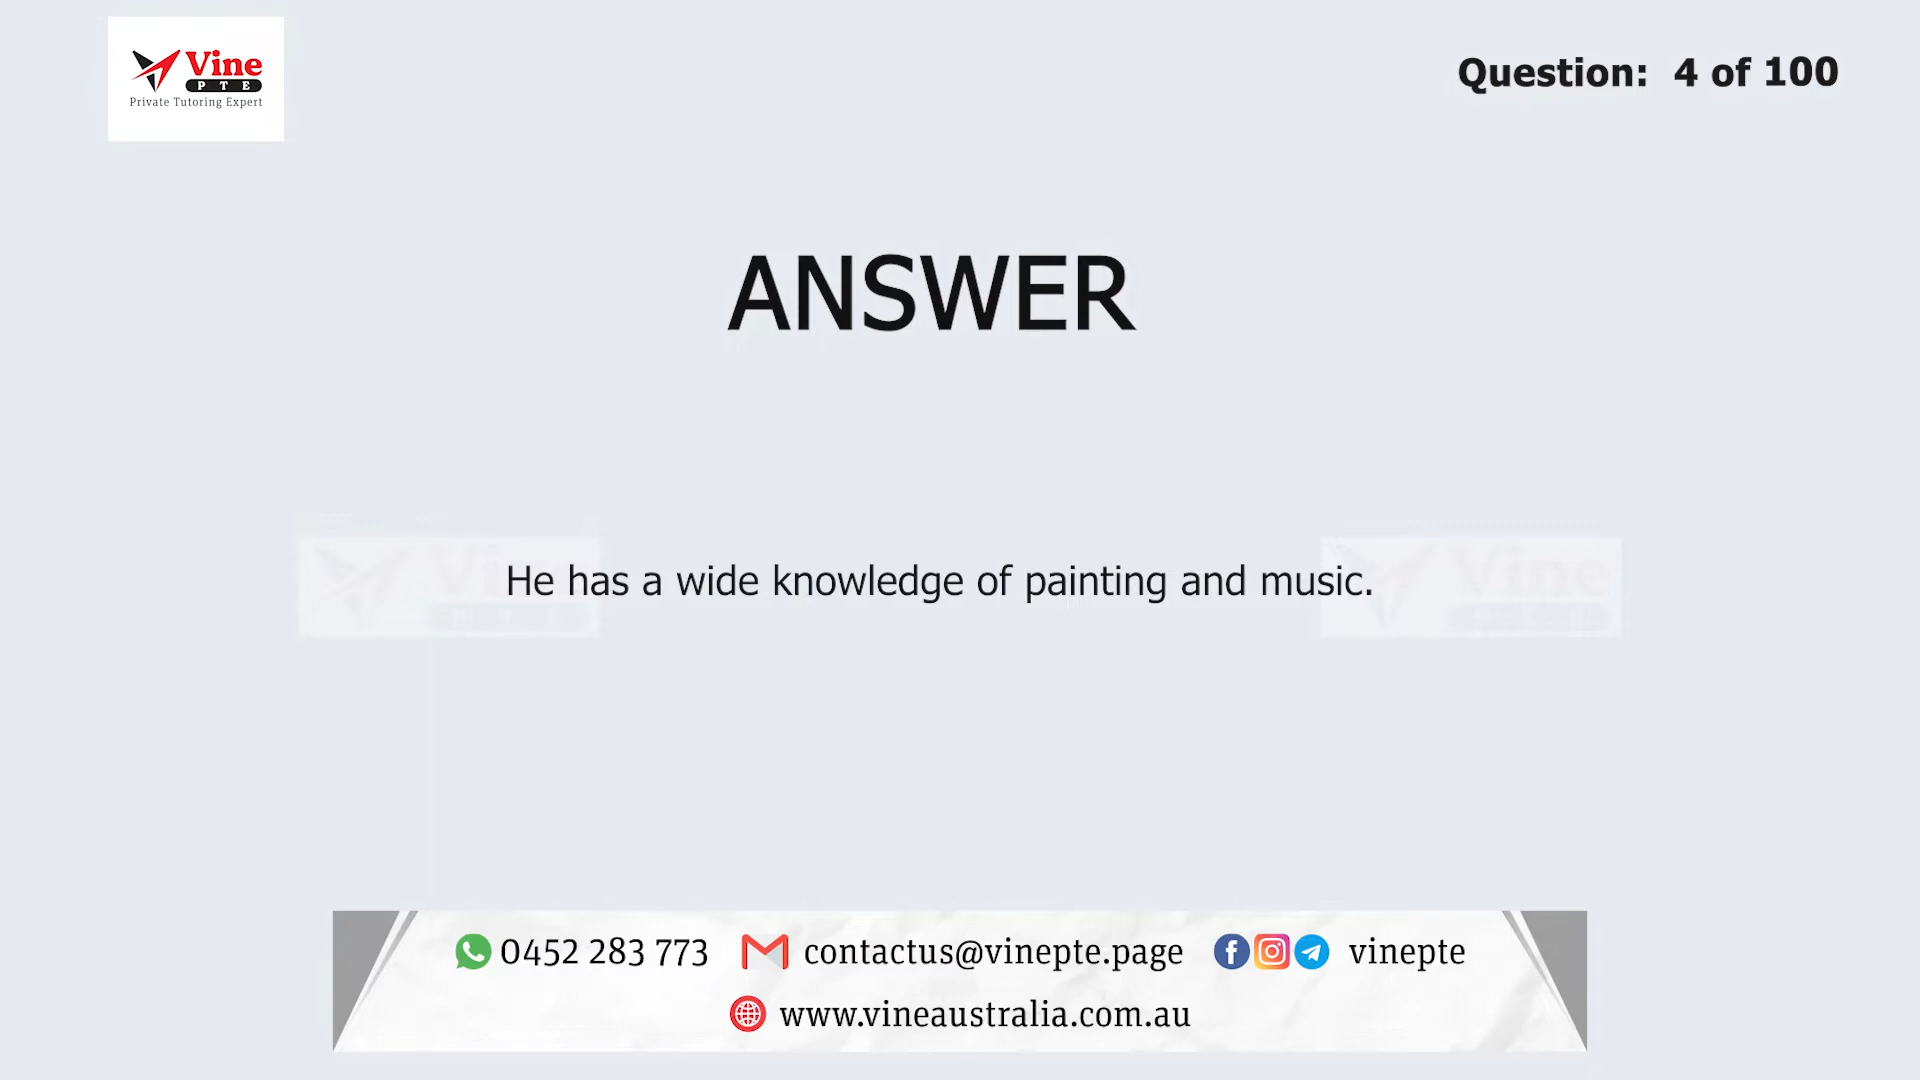 Vine
PTE
Private Tutoring Expert
Question: 4 of 100
ANSWER
He has a wide knowledge of painting and music.
0452 283 773 contactus@vinepte.page vinepte
www.vineaustralia.com.au